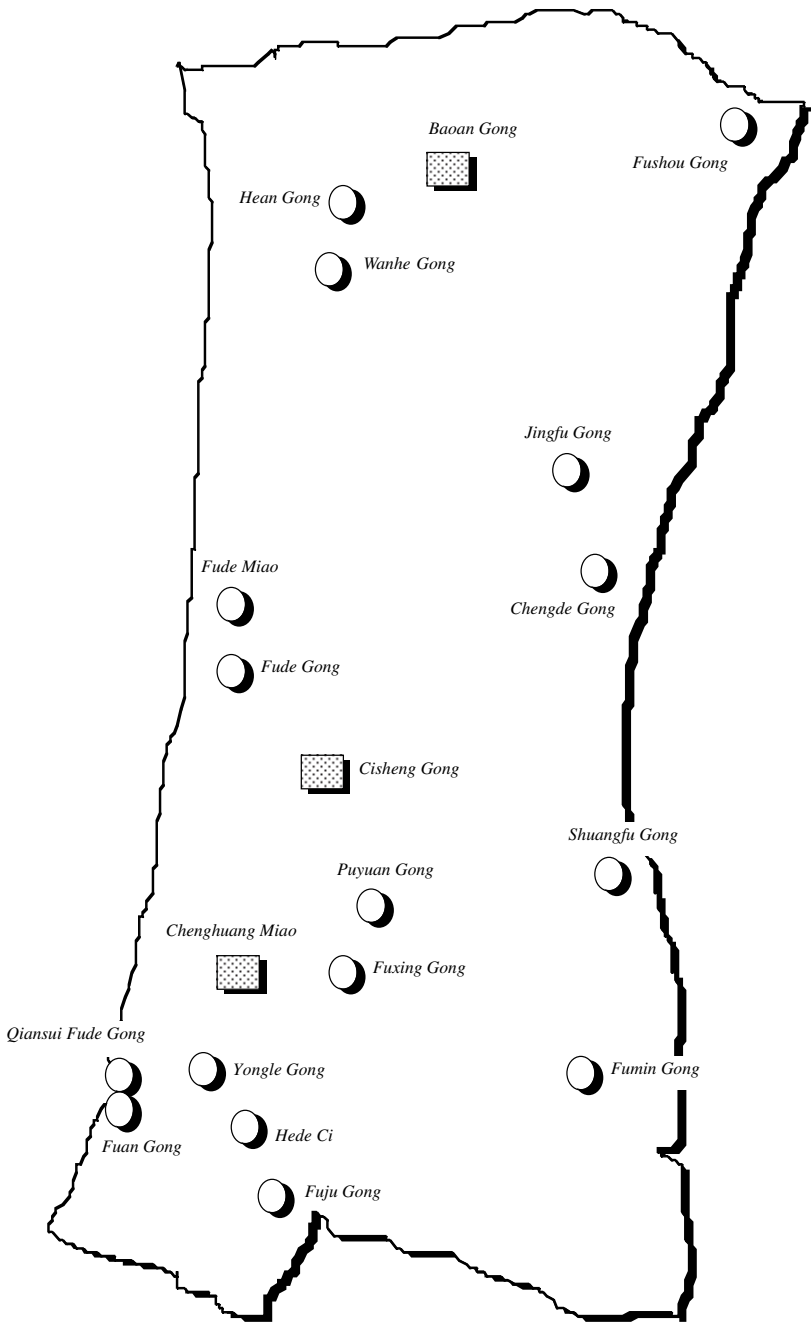 Baoan Gong
Fushou Gong
Hean Gong
Wanhe Gong
Jingfu Gong
Fude Miao
Chengde Gong
Fude Gong
Cisheng Gong
Shuangfu Gong
Puyuan Gong
Chenghuang Miao
Fuxing Gong
Qiansui Fude Gong
Yongle Gong
Fumin Gong
Hede Ci
Fuan Gong
Fuju Gong